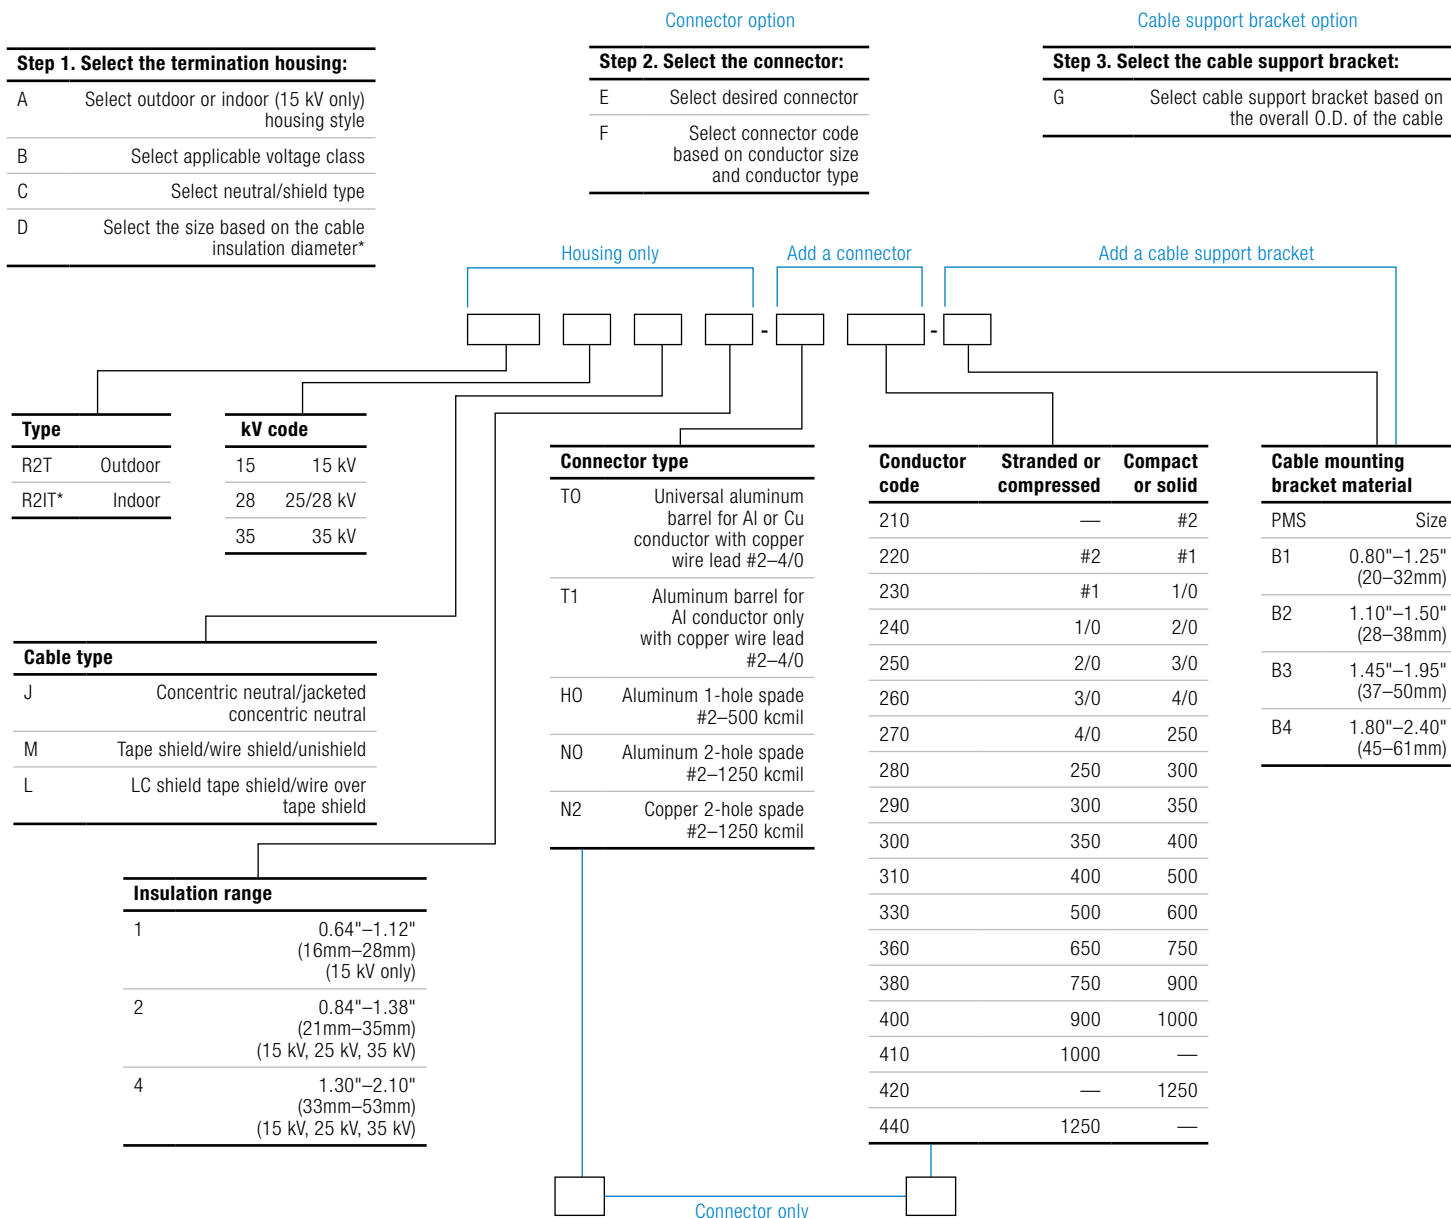 Connector option
Cable support bracket option
Step 1. Select the termination housing:
A Select outdoor or indoor (15 kV only)
housing style
B Select applicable voltage class
C Select neutral/shield type
D Select the size based on the cable
insulation diameter*
Step 2. Select the connector:
E Select desired connector
F Select connector code
based on conductor size
and conductor type
Step 3. Select the cable support bracket:
G Select cable support bracket based on
the overall O.D. of the cable
Housing only
Add a connector
Add a cable support bracket
- -
Type
R2T Outdoor
R2IT* Indoor
kV code
15 15 kV
28 25/28 kV
35 35 kV
Cable type
J Concentric neutral/jacketed
concentric neutral
M Tape shield/wire shield/unishield
L LC shield tape shield/wire over
tape shield
Insulation range
1 0.64"–1.12"
(16mm–28mm)
(15 kV only)
2 0.84"–1.38"
(21mm–35mm)
(15 kV, 25 kV, 35 kV)
4 1.30"–2.10"
(33mm–53mm)
(15 kV, 25 kV, 35 kV)
Connector type
T0 Universal aluminum
barrel for Al or Cu
conductor with copper
wire lead #2–4/0
T1 Aluminum barrel for
Al conductor only
with copper wire lead
#2–4/0
H0 Aluminum 1-hole spade
#2–500 kcmil
N0 Aluminum 2-hole spade
#2–1250 kcmil
N2 Copper 2-hole spade
#2–1250 kcmil
Conductor Stranded or Compact
code compressed or solid
210 — #2
220 #2 #1
230 #1 1/0
240 1/0 2/0
250 2/0 3/0
260 3/0 4/0
270 4/0 250
280 250 300
290 300 350
300 350 400
310 400 500
330 500 600
360 650 750
380 750 900
400 900 1000
410 1000 —
420 — 1250
440 1250 —
Cable mounting
bracket material
PMS Size
B1 0.80"–1.25"
(20–32mm)
B2 1.10"–1.50"
(28–38mm)
B3 1.45"–1.95"
(37–50mm)
B4 1.80"–2.40"
(45–61mm)
Connector only